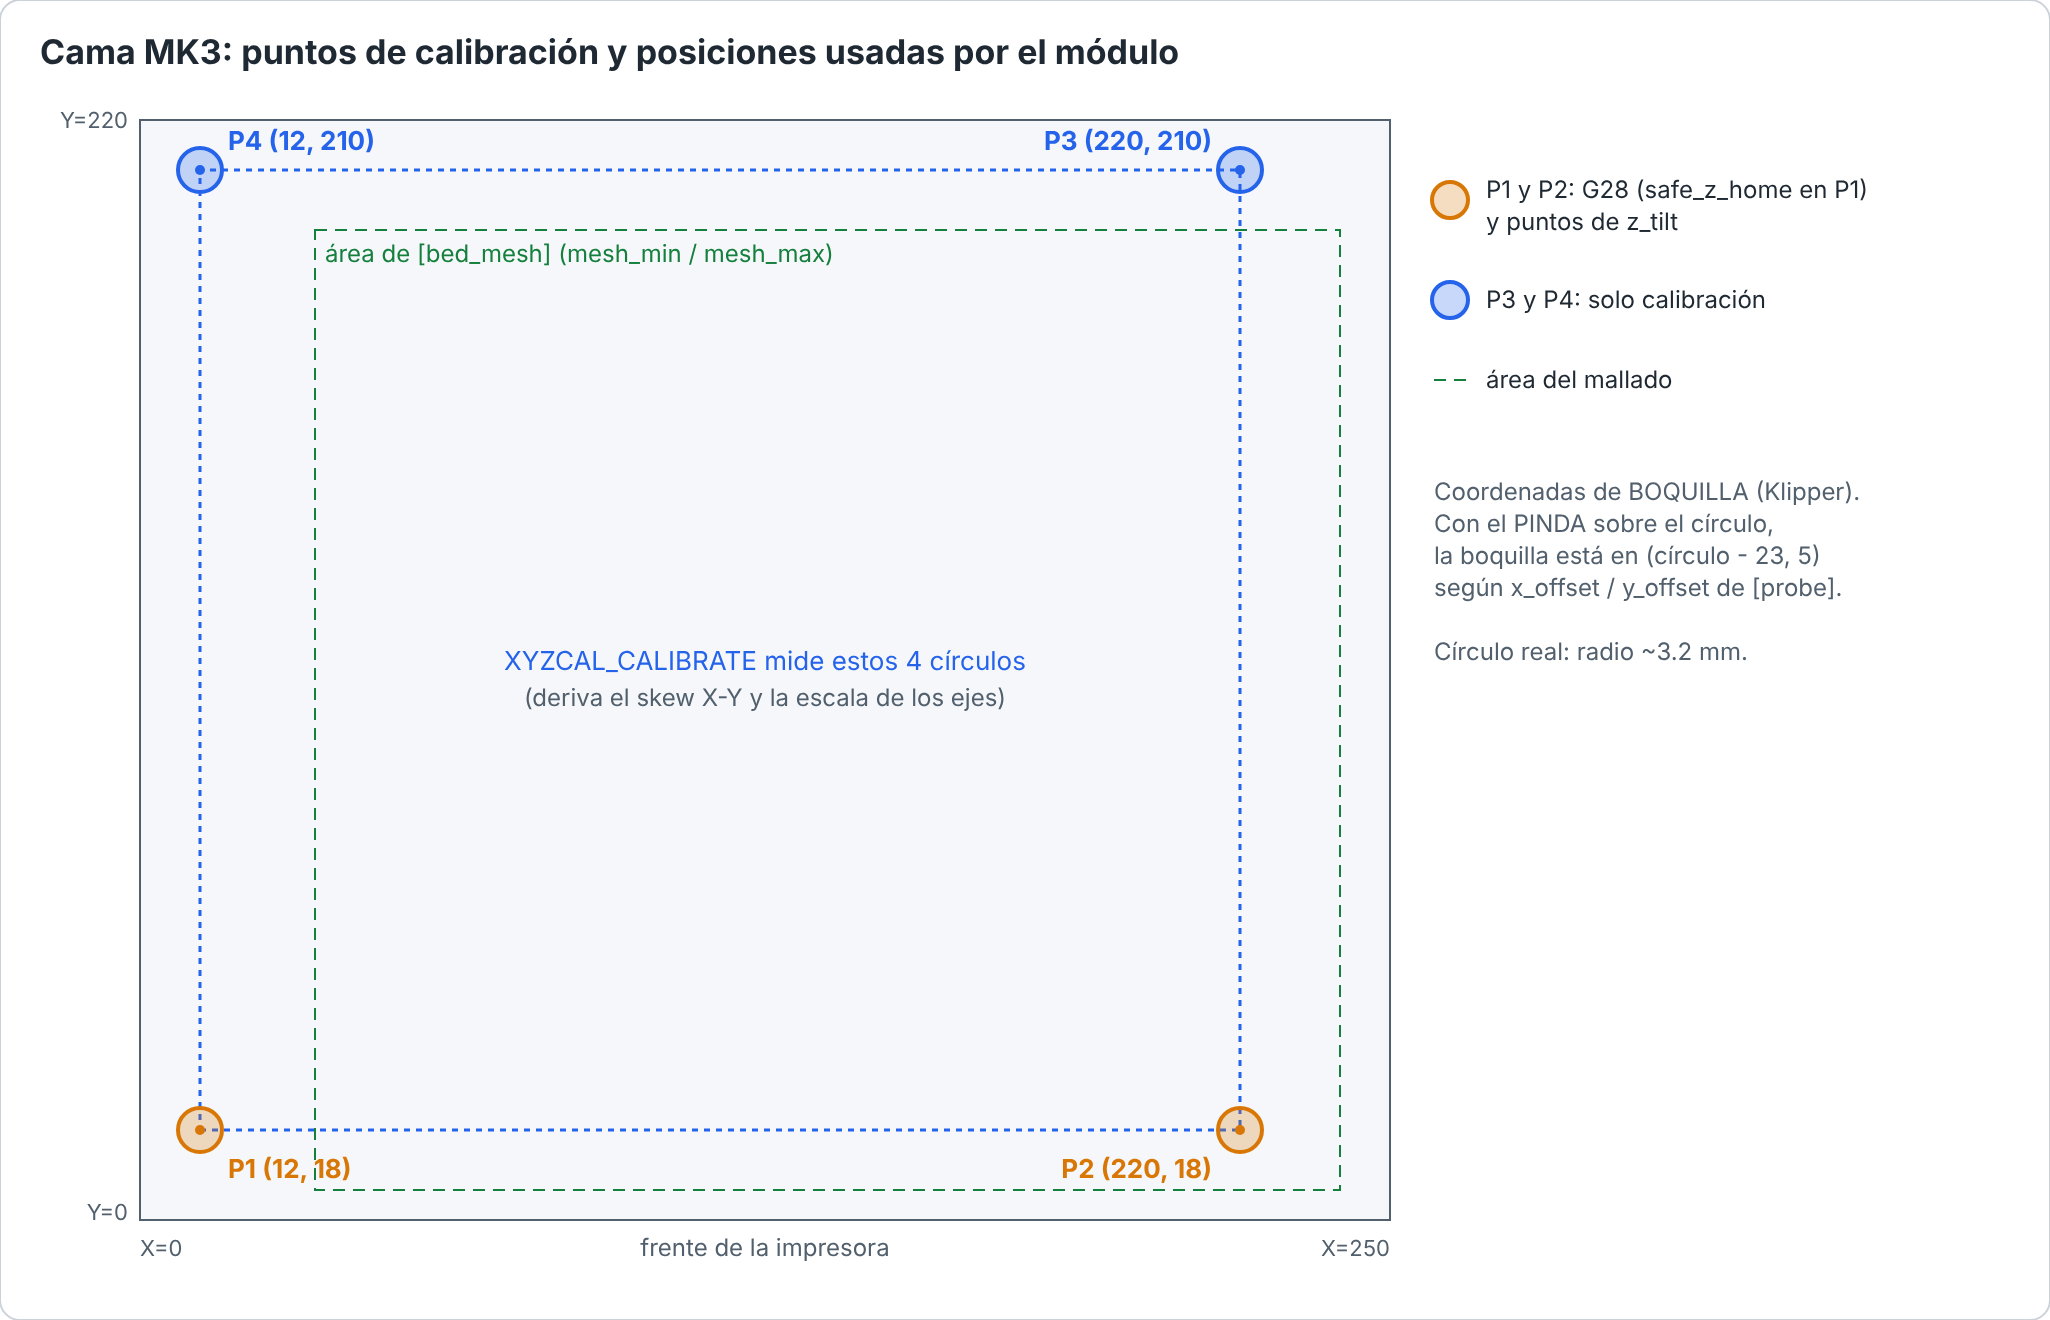 Cama MK3: puntos de calibración y posiciones usadas por el módulo
Y=220
P4 (12, 210)
P3 (220, 210)
área de [bed_mesh] (mesh_min / mesh_max)
XYZCAL_CALIBRATE mide estos 4 círculos
(deriva el skew X-Y y la escala de los ejes)
P1 (12, 18)
P2 (220, 18)
Y=0
X=0
frente de la impresora
X=250
P1 y P2: G28 (safe_z_home en P1)
y puntos de z_tilt
P3 y P4: solo calibración
área del mallado
Coordenadas de BOQUILLA (Klipper).
Con el PINDA sobre el círculo,
la boquilla está en (círculo - 23, 5)
según x_offset / y_offset de [probe].
Círculo real: radio ~3.2 mm.